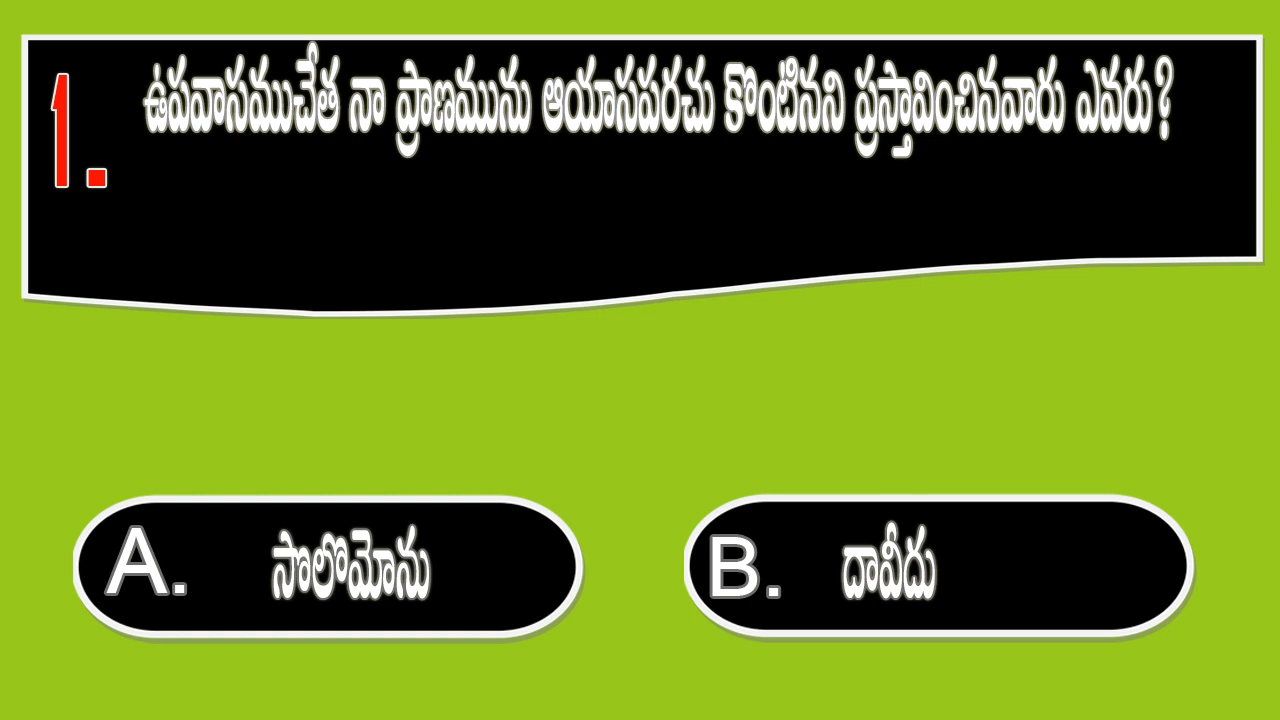 1. ఉపవాసముచేత నా ప్రాణమును ఆయాసపరచు కొంటినని ప్రస్తావించినవారు ఎవరు?
A. సొలొమోను
B. దావీదు